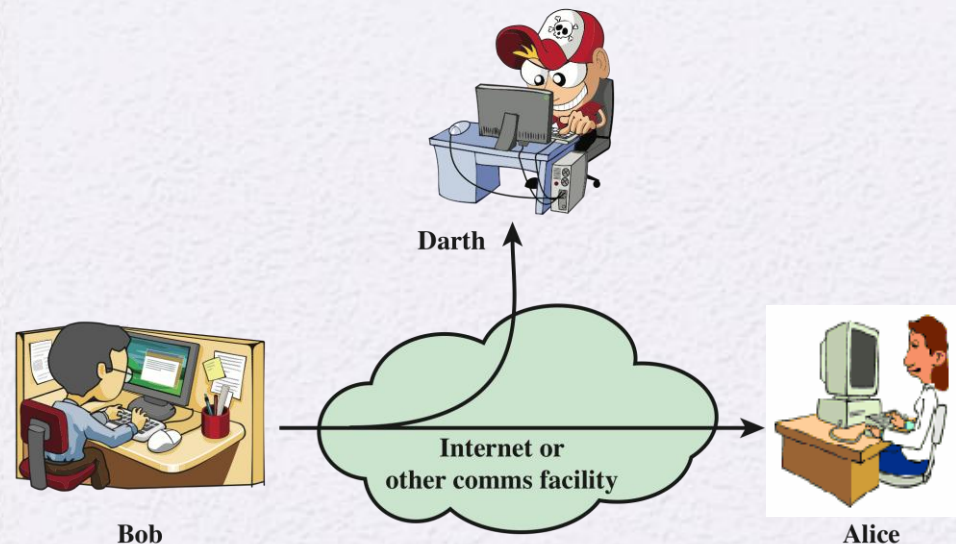 Darth
Internet or
other comms facility
Bob
Alice